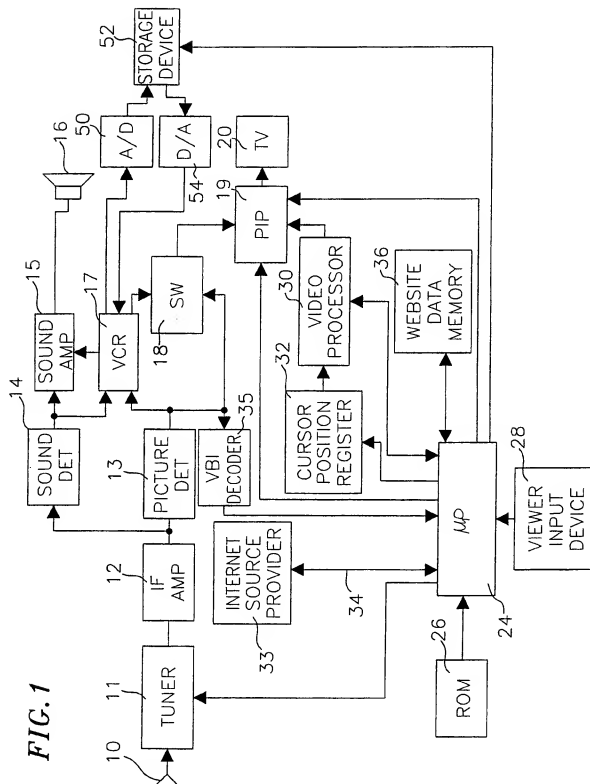 FIG. 1
10
11
TUNER
12
IF
AMP
13
PICTURE
DET
14
SOUND
DET
15
SOUND
AMP
16
17
VCR
18
SW
19
PIP
20
TV
50
A/D
52
STORAGE
DEVICE
54
D/A
35
VBI
DECODER
30
VIDEO
PROCESSOR
32
CURSOR
POSITION
REGISTER
36
WEBSITE
DATA
MEMORY
33
INTERNET
SOURCE
PROVIDER
34
24
μP
26
ROM
28
VIEWER
INPUT
DEVICE